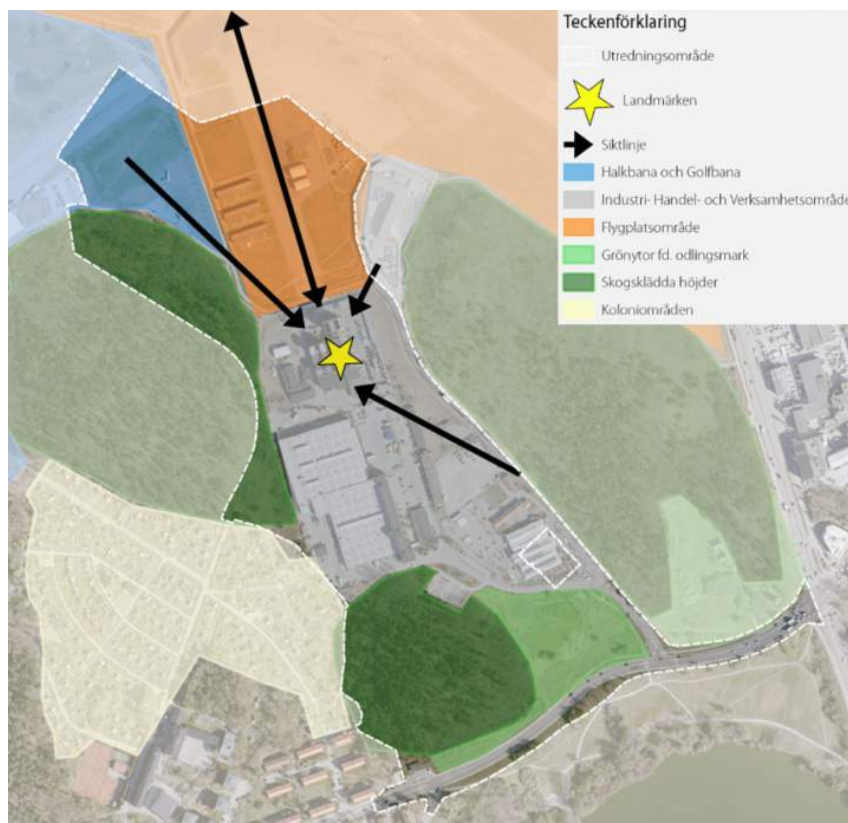 Teckenförklaring
Utredningsområde
Landmärken
Siktlinje
Halkbana och Golfbana
Industri- Handel- och Verksamhetsområde
Flygplatsområde
Grönytor fd. odlingsmark
Skogsklädda höjder
Koloniområden